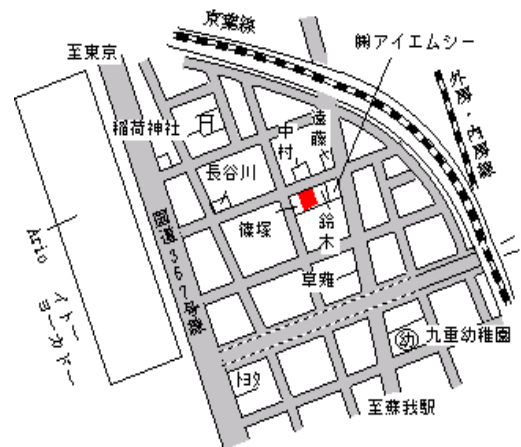 京葉線
㈱アイエムシー
至東京
外房・内房線
稲荷神社
中村
遠藤
長谷川
篠塚
鈴木
国道357号線
Ario イトーヨーカドー
草薙
九重幼稚園
幼
トヨタ
至蘇我駅